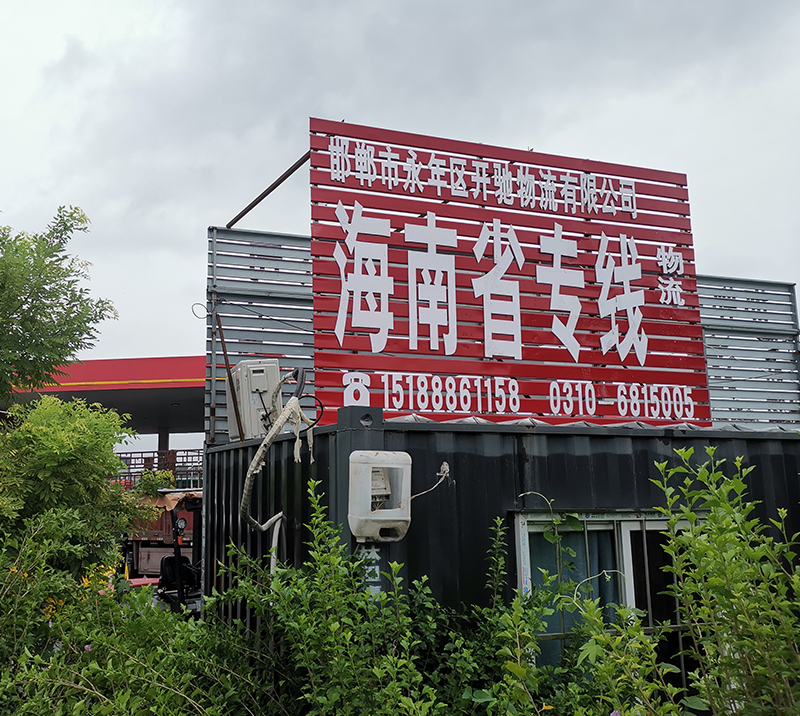 邯郸市永年区开驰物流有限公司
海南省专线 物流
☎ 15188861158 0310-6815005